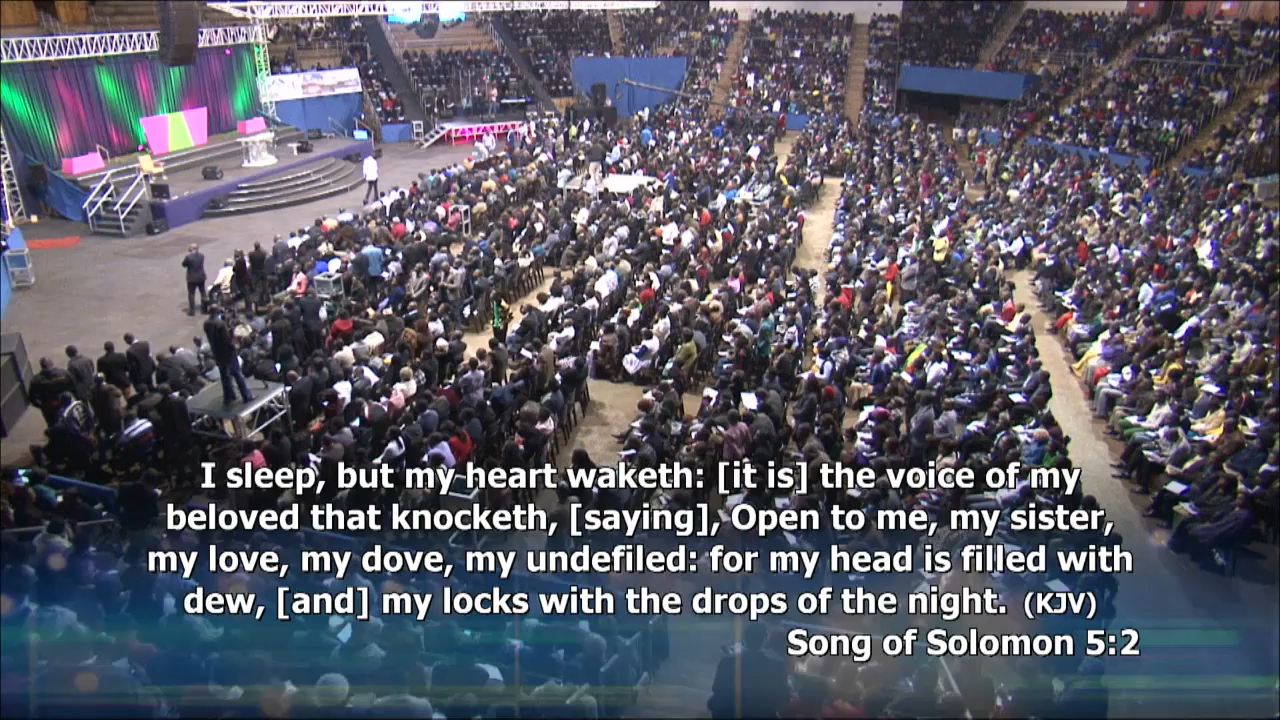 I sleep, but my heart waketh: [it is] the voice of my
beloved that knocketh, [saying], Open to me, my sister,
my love, my dove, my undefiled: for my head is filled with
dew, [and] my locks with the drops of the night. (KJV)
Song of Solomon 5:2